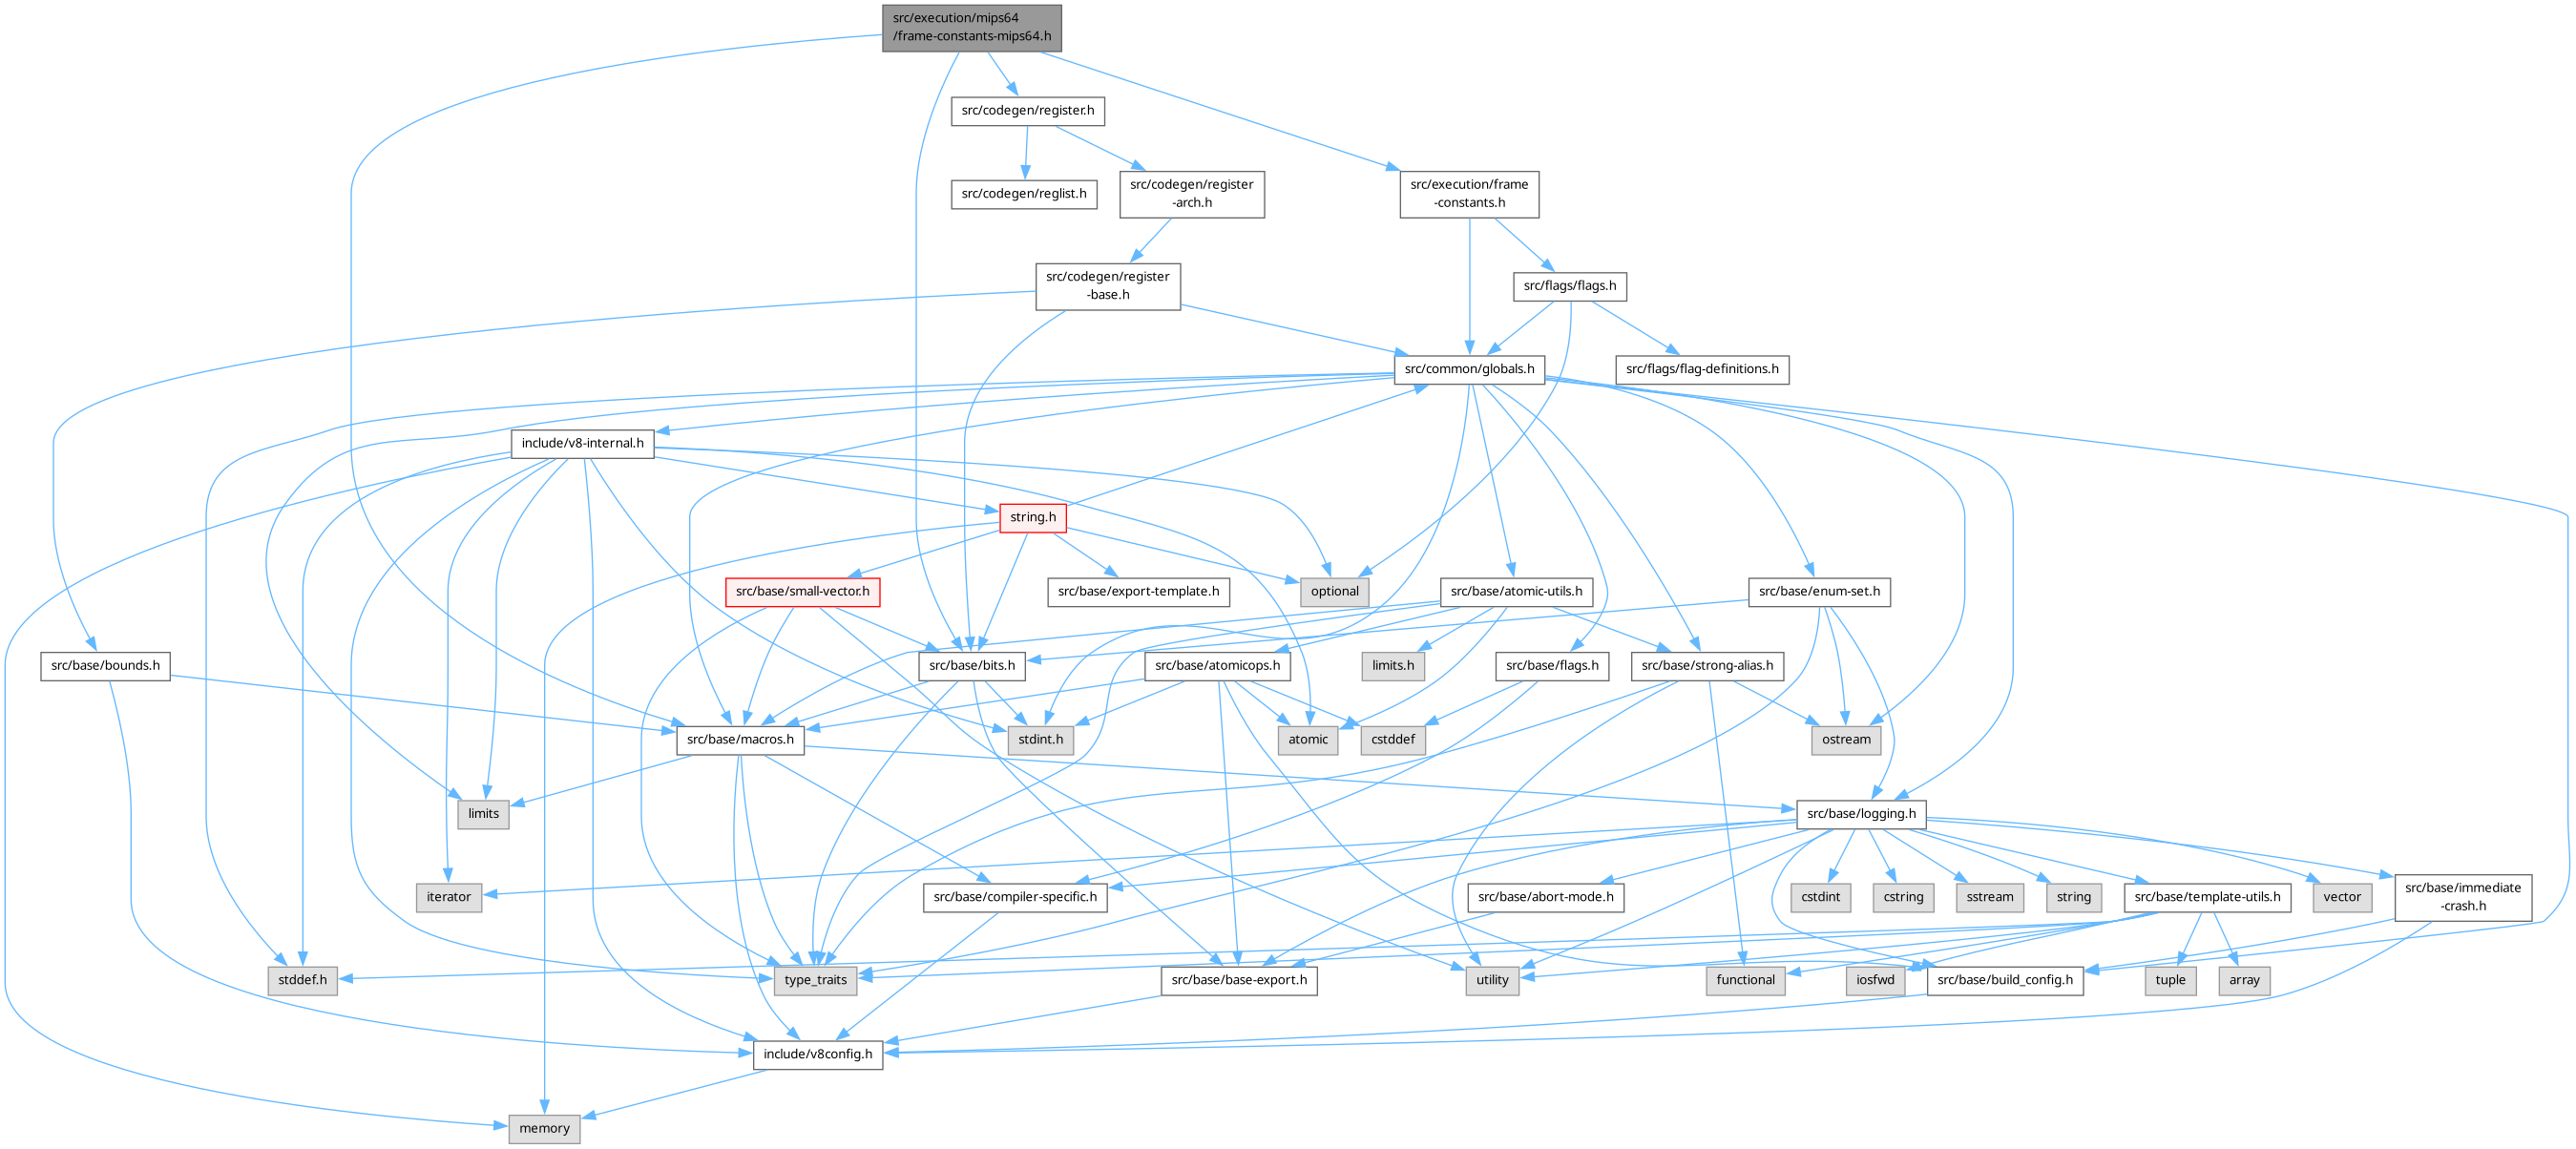 src/execution/mips64
/frame-constants-mips64.h
src/codegen/register.h
src/codegen/reglist.h
src/codegen/register
-arch.h
src/execution/frame
-constants.h
src/codegen/register
-base.h
src/flags/flags.h
src/common/globals.h
src/flags/flag-definitions.h
include/v8-internal.h
string.h
src/base/small-vector.h
src/base/export-template.h
optional
src/base/atomic-utils.h
src/base/enum-set.h
src/base/bounds.h
src/base/bits.h
src/base/atomicops.h
limits.h
src/base/flags.h
src/base/strong-alias.h
src/base/macros.h
stdint.h
atomic
cstddef
ostream
limits
src/base/logging.h
iterator
src/base/compiler-specific.h
src/base/abort-mode.h
cstdint
cstring
sstream
string
src/base/template-utils.h
vector
src/base/immediate
-crash.h
stddef.h
type_traits
src/base/base-export.h
utility
functional
iosfwd
src/base/build_config.h
tuple
array
include/v8config.h
memory